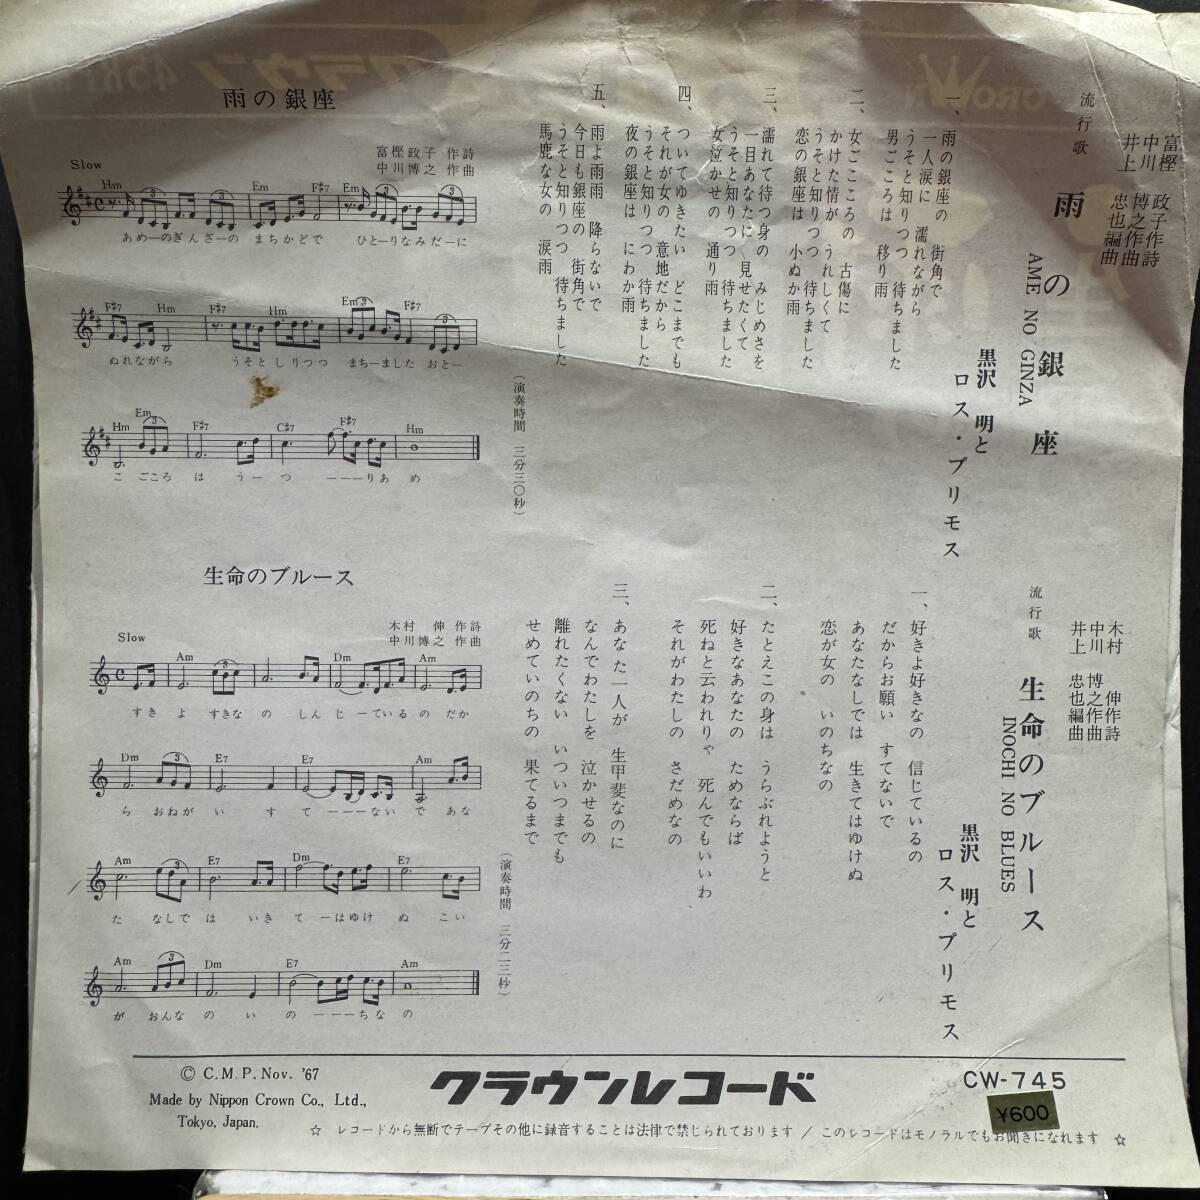 流行歌
富樫 政子 作詩
中川 博之 作曲
井上 忠也 編曲
雨の銀座
AME NO GINZA
黒沢 明と
ロス・プリモス
一、
雨の銀座の 街角で
一人涙に 濡れながら
うそと知りつつ 待ちました
男ごころは 移り雨
二、
女ごころの 古傷に
かけた情が うれしくて
うそと知りつつ 待ちました
恋の銀座は 小ぬか雨
三、
濡れて待つ身の みじめさを
一目あなたに 見せたくて
うそと知りつつ 待ちました
女泣かせの 通り雨
四、
ついてゆきたい どこまでも
それが女の 意地だから
うそと知りつつ 待ちました
夜の銀座は にわか雨
五、
雨よ雨雨 降らないで
今日も銀座の 街角で
うそと知りつつ 待ちました
馬鹿な女の 涙雨
(演奏時間 三分三〇秒)
雨の銀座
富樫政子 作詩
中川博之 作曲
Slow
Hm Em F♯7 Em
あめ—のぎんざ—の まちかどで ひと—りなみだ—に
F♯7 Hm F♯7 Hm Em F♯7
ぬれながら うそとしりつつ まち—ました おと—
Hm Em F♯7 C♯7 F♯7 Hm
こ ごころ は う— つ ———りあ め
流行歌
木村 伸 作詩
中川 博之 作曲
井上 忠也 編曲
生命のブルース
INOCHI NO BLUES
黒沢 明と
ロス・プリモス
一、
好きよ好きなの 信じているの
だからお願い すてないで
あなたなしでは 生きてはゆけぬ
恋が女の いのちなの
二、
たとえこの身は うらぶれようと
好きなあなたの ためならば
死ねと云われりゃ 死んでもいいわ
それがわたしの さだめなの
三、
あなた一人が 生甲斐なのに
なんでわたしを 泣かせるの
離れたくない いついつまでも
せめていのちの 果てるまで
(演奏時間 三分二三秒)
生命のブルース
木村 伸 作詩
中川博之 作曲
Slow
Am Dm Am
すき よ すきな の しん じ—ているの だか
Dm E7 E7 Am
ら おねが い す て ———ない で あな
Am E7 Dm E7
た なしで は いき て —はゆけ ぬ こい
Am Dm E7 Am
が おんな の い の ———ちな の
© C.M.P. Nov. '67
Made by Nippon Crown Co., Ltd.,
Tokyo, Japan.
クラウンレコード
CW-745
¥600
☆ レコードから無断でテープその他に録音することは法律で禁じられております / このレコードはモノラルでもお聞きになれます ☆